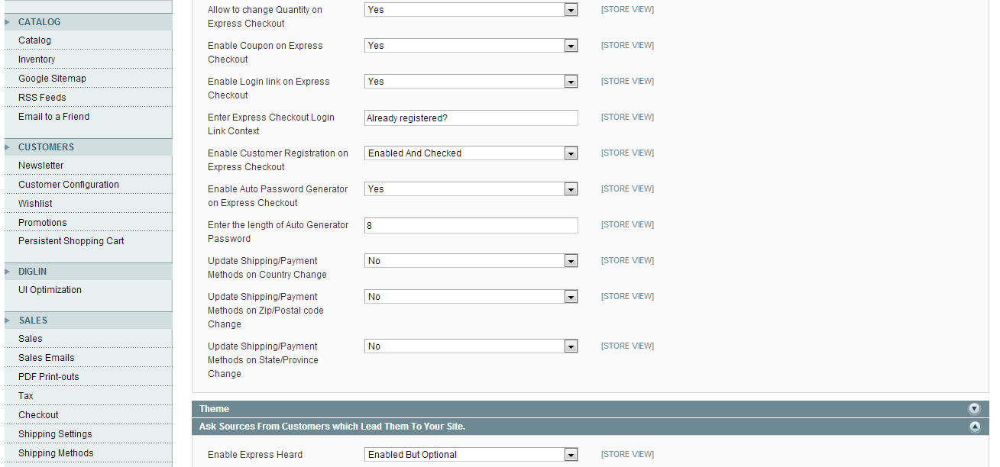 CATALOG
Catalog
Inventory
Google Sitemap
RSS Feeds
Email to a Friend
CUSTOMERS
Newsletter
Customer Configuration
Wishlist
Promotions
Persistent Shopping Cart
DIGLIN
UI Optimization
SALES
Sales
Sales Emails
PDF Print-outs
Tax
Checkout
Shipping Settings
Shipping Methods
Allow to change Quantity on
Express Checkout
Yes
[STORE VIEW]
Enable Coupon on Express
Checkout
Yes
[STORE VIEW]
Enable Login link on Express
Checkout
Yes
[STORE VIEW]
Enter Express Checkout Login
Link Context
Already registered?
[STORE VIEW]
Enable Customer Registration on
Express Checkout
Enabled And Checked
[STORE VIEW]
Enable Auto Password Generator
on Express Checkout
Yes
[STORE VIEW]
Enter the length of Auto Generator
Password
8
[STORE VIEW]
Update Shipping/Payment
Methods on Country Change
No
[STORE VIEW]
Update Shipping/Payment
Methods on Zip/Postal code
Change
No
[STORE VIEW]
Update Shipping/Payment
Methods on State/Province
Change
No
[STORE VIEW]
Theme
Ask Sources From Customers which Lead Them To Your Site.
Enable Express Heard
Enabled But Optional
[STORE VIEW]